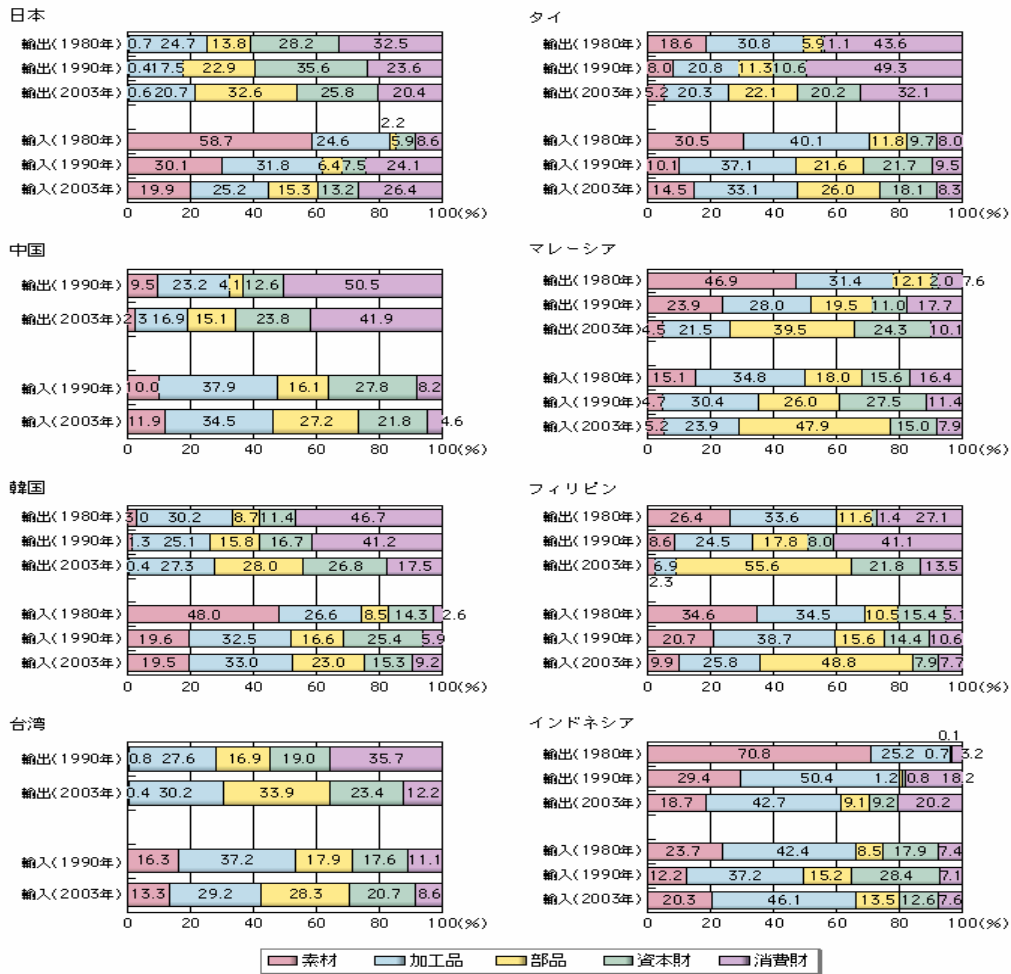 日本
輸出(1980年) 0.7 24.7 13.8 28.2 32.5
輸出(1990年) 0.4 17.5 22.9 35.6 23.6
輸出(2003年) 0.6 20.7 32.6 25.8 20.4
2.2
輸入(1980年) 58.7 24.6 5.9 8.6
輸入(1990年) 30.1 31.8 6.4 7.5 24.1
輸入(2003年) 19.9 25.2 15.3 13.2 26.4
0 20 40 60 80 100(%)
タイ
輸出(1980年) 18.6 30.8 5.9 1.1 43.6
輸出(1990年) 8.0 20.8 11.3 10.6 49.3
輸出(2003年) 5.2 20.3 22.1 20.2 32.1
輸入(1980年) 30.5 40.1 11.8 9.7 8.0
輸入(1990年) 10.1 37.1 21.6 21.7 9.5
輸入(2003年) 14.5 33.1 26.0 18.1 8.3
0 20 40 60 80 100(%)
中国
輸出(1990年) 9.5 23.2 4.1 12.6 50.5
輸出(2003年) 2.3 16.9 15.1 23.8 41.9
輸入(1990年) 10.0 37.9 16.1 27.8 8.2
輸入(2003年) 11.9 34.5 27.2 21.8 4.6
0 20 40 60 80 100(%)
マレーシア
輸出(1980年) 46.9 31.4 12.1 2.0 7.6
輸出(1990年) 23.9 28.0 19.5 11.0 17.7
輸出(2003年) 4.5 21.5 39.5 24.3 10.1
輸入(1980年) 15.1 34.8 18.0 15.6 16.4
輸入(1990年) 4.7 30.4 26.0 27.5 11.4
輸入(2003年) 5.2 23.9 47.9 15.0 7.9
0 20 40 60 80 100(%)
韓国
輸出(1980年) 3.0 30.2 8.7 11.4 46.7
輸出(1990年) 1.3 25.1 15.8 16.7 41.2
輸出(2003年) 0.4 27.3 28.0 26.8 17.5
輸入(1980年) 48.0 26.6 8.5 14.3 2.6
輸入(1990年) 19.6 32.5 16.6 25.4 5.9
輸入(2003年) 19.5 33.0 23.0 15.3 9.2
0 20 40 60 80 100(%)
フィリピン
輸出(1980年) 26.4 33.6 11.6 1.4 27.1
輸出(1990年) 8.6 24.5 17.8 8.0 41.1
輸出(2003年) 6.9 55.6 21.8 13.5
2.3
輸入(1980年) 34.6 34.5 10.5 15.4 5.1
輸入(1990年) 20.7 38.7 15.6 14.4 10.6
輸入(2003年) 9.9 25.8 48.8 7.9 7.7
0 20 40 60 80 100(%)
台湾
輸出(1990年) 0.8 27.6 16.9 19.0 35.7
輸出(2003年) 0.4 30.2 33.9 23.4 12.2
輸入(1990年) 16.3 37.2 17.9 17.6 11.1
輸入(2003年) 13.3 29.2 28.3 20.7 8.6
0 20 40 60 80 100(%)
インドネシア
0.1
輸出(1980年) 70.8 25.2 0.7 3.2
輸出(1990年) 29.4 50.4 1.2 0.8 18.2
輸出(2003年) 18.7 42.7 9.1 9.2 20.2
輸入(1980年) 23.7 42.4 8.5 17.9 7.4
輸入(1990年) 12.2 37.2 15.2 28.4 7.1
輸入(2003年) 20.3 46.1 13.5 12.6 7.6
0 20 40 60 80 100(%)
素材 加工品 部品 資本財 消費財